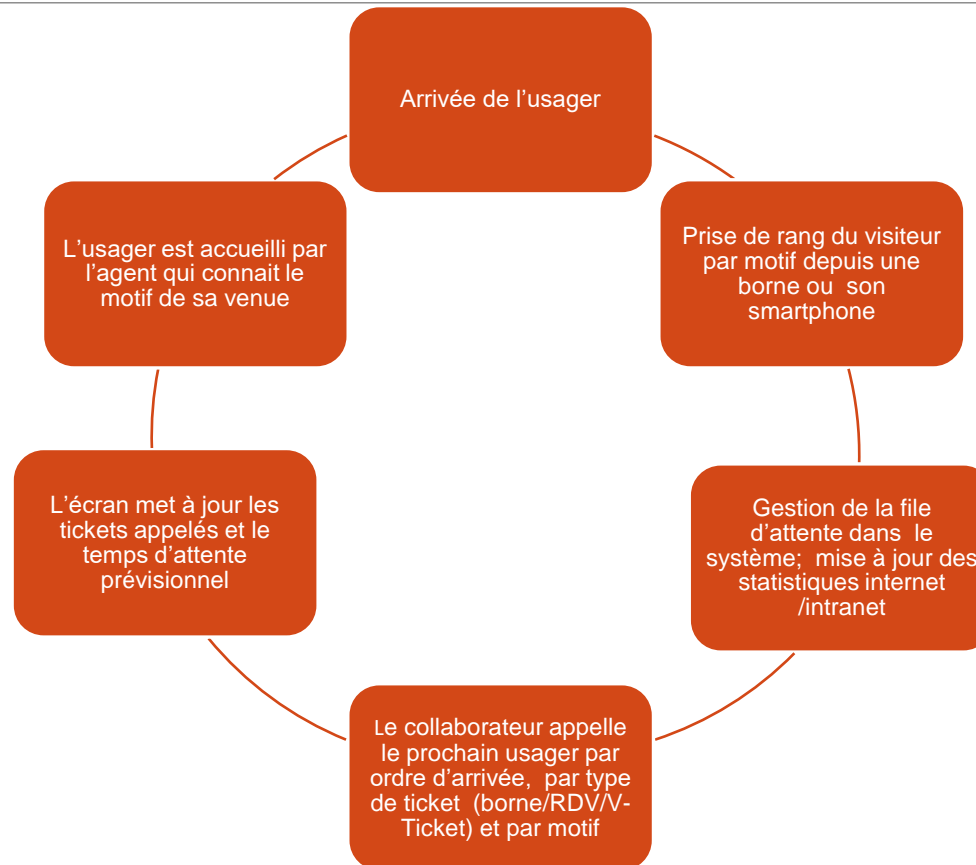 Arrivée de l’usager
Prise de rang du visiteur
par motif depuis une
borne ou son
smartphone
Gestion de la file
d’attente dans le
système; mise à jour des
statistiques internet
/intranet
Le collaborateur appelle
le prochain usager par
ordre d’arrivée, par type
de ticket (borne/RDV/V-
Ticket) et par motif
L’écran met à jour les
tickets appelés et le
temps d’attente
prévisionnel
L’usager est accueilli par
l’agent qui connait le
motif de sa venue